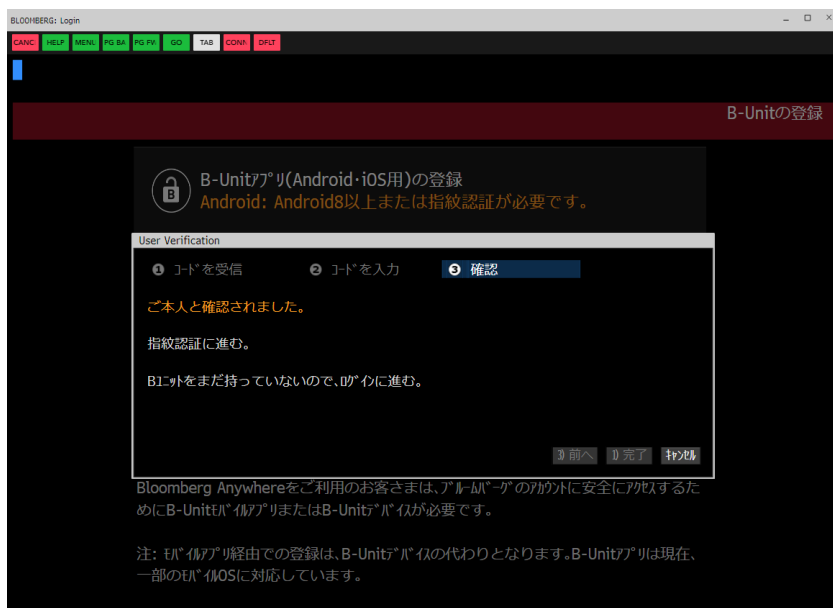 BLOOMBERG: Login
CANC HELP MENU PG BA PG FW GO TAB CONN DFLT
B-Unitの登録
B-Unitｱﾌﾟﾘ(Android･iOS用)の登録
Android: Android8以上または指紋認証が必要です。
User Verification
❶ ｺｰﾄﾞを受信 ❷ ｺｰﾄﾞを入力 ❸ 確認
ご本人と確認されました。
指紋認証に進む。
Bﾕﾆｯﾄをまだ持っていないので､ﾛｸﾞｲﾝに進む。
3) 前へ 1) 完了 ｷｬﾝｾﾙ
Bloomberg Anywhereをご利用のお客さまは､ﾌﾞﾙｰﾑﾊﾞｰｸﾞのｱｶｳﾝﾄに安全にｱｸｾｽするた
めにB-UnitﾓﾊﾞｲﾙｱﾌﾟﾘまたはB-Unitﾃﾞﾊﾞｲｽが必要です。
注: ﾓﾊﾞｲﾙｱﾌﾟﾘ経由での登録は､B-Unitﾃﾞﾊﾞｲｽの代わりとなります｡B-Unitｱﾌﾟﾘは現在､
一部のﾓﾊﾞｲﾙOSに対応しています。